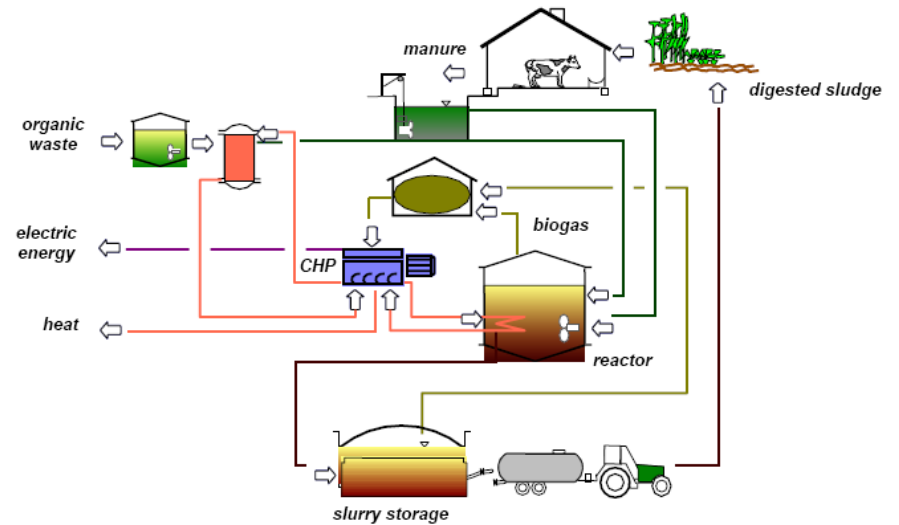 manure
digested sludge
organic
waste
biogas
electric
energy
CHP
heat
reactor
slurry storage